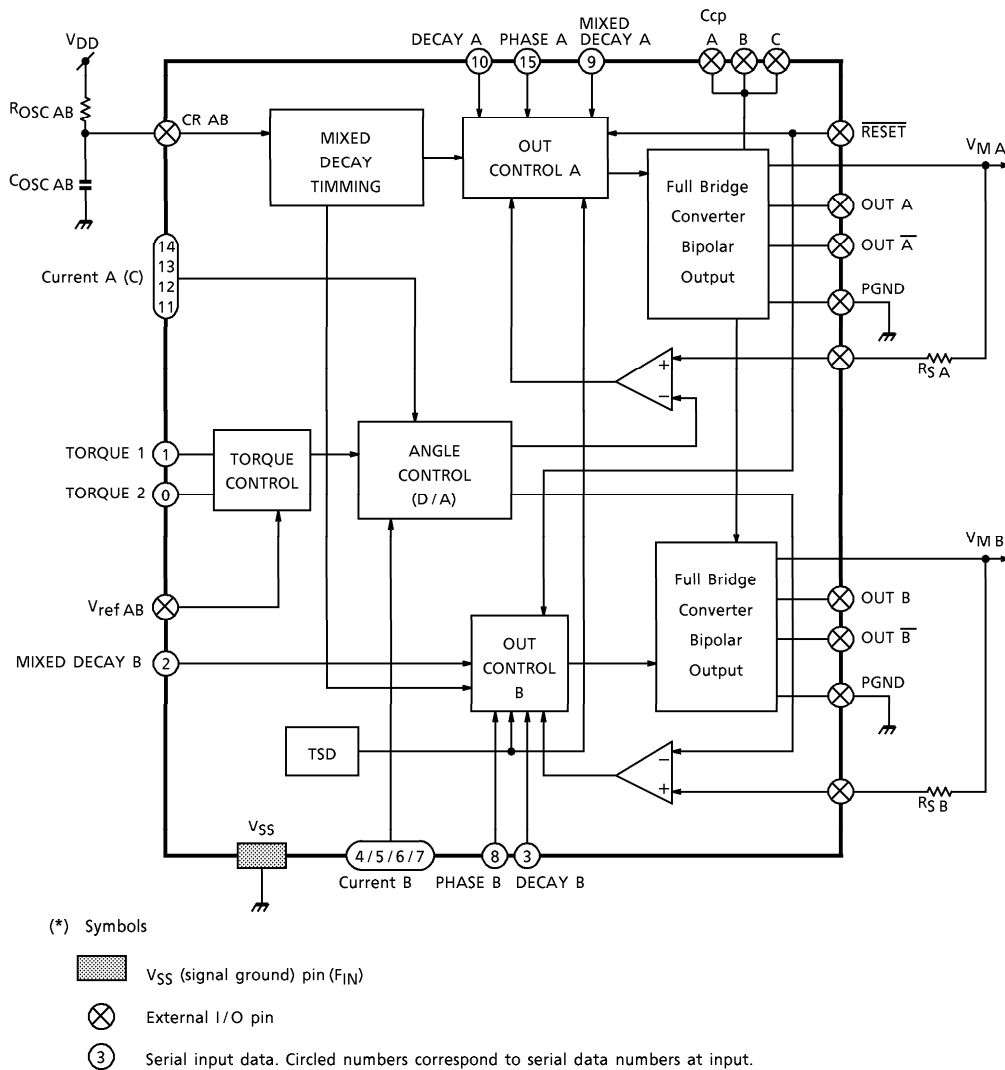 DECAY A
PHASE A
MIXED
DECAY A
Ccp
A
B
C
10
15
9
VDD
ROSC AB
CR AB
COSC AB
MIXED
DECAY
TIMMING
OUT
CONTROL A
RESET
VM A
Full Bridge
Converter
Bipolar
Output
OUT A
OUT A
PGND
14
13
12
11
Current A (C)
+
−
RS A
TORQUE 1
1
TORQUE 2
0
TORQUE
CONTROL
ANGLE
CONTROL
(D/A)
VM B
Vref AB
Full Bridge
Converter
Bipolar
Output
OUT B
OUT B
PGND
MIXED DECAY B
2
OUT
CONTROL
B
TSD
−
+
RS B
VSS
4/5/6/7
8
3
Current B
PHASE B
DECAY B
(*) Symbols
VSS (signal ground) pin (FIN)
External I/O pin
3
Serial input data. Circled numbers correspond to serial data numbers at input.